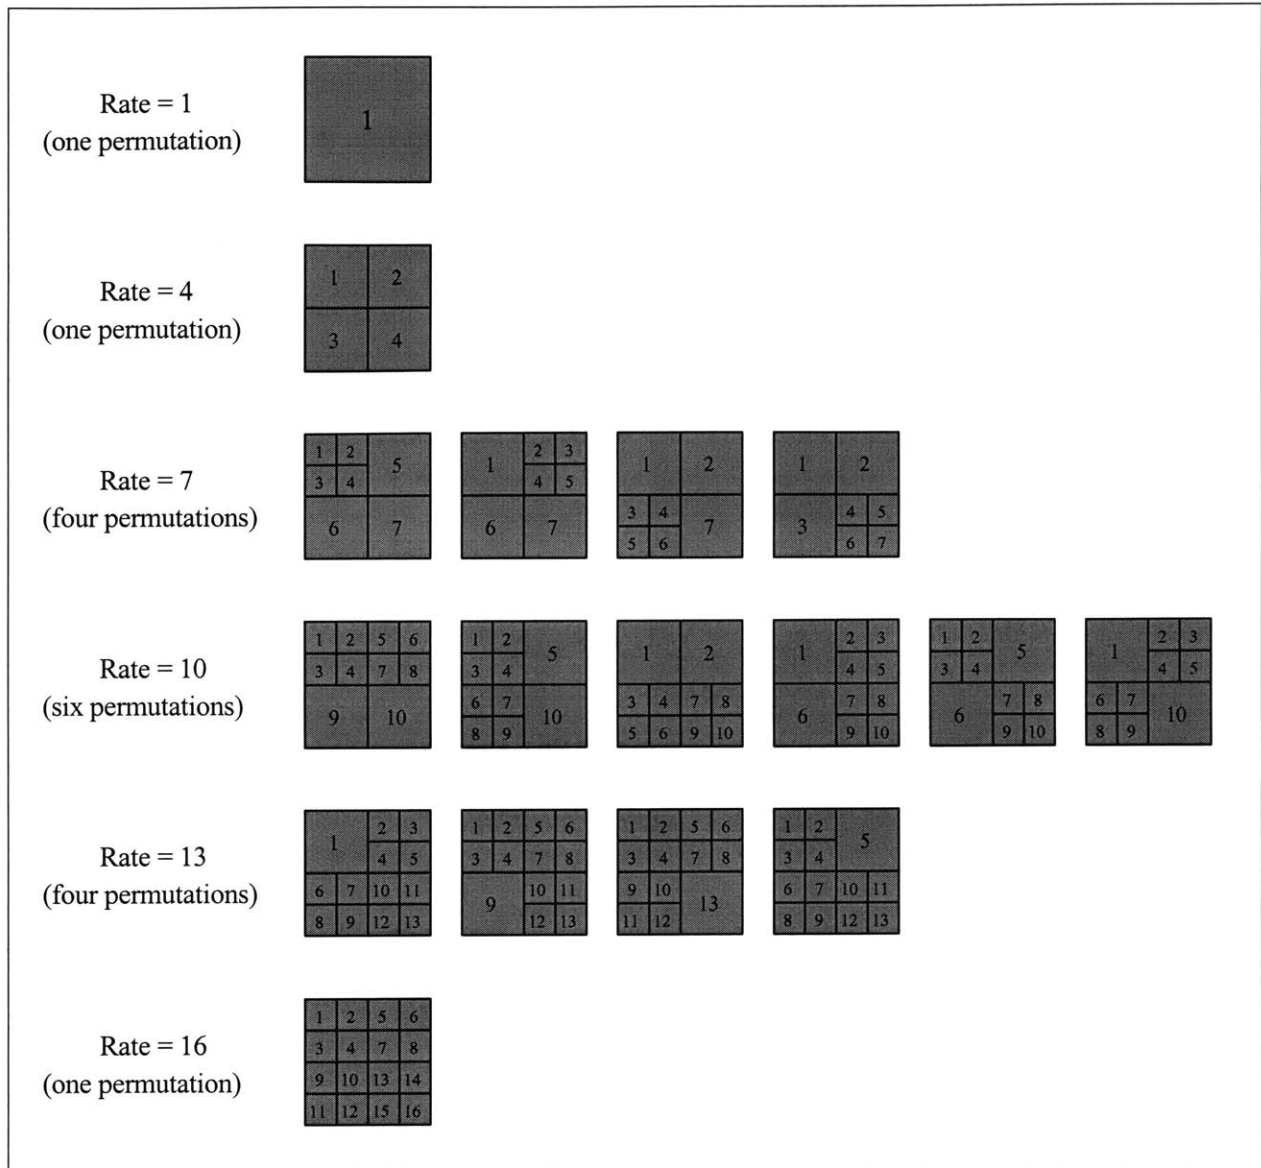 Rate = 1
(one permutation)
1
Rate = 4
(one permutation)
1 2
3 4
Rate = 7
(four permutations)
1 2 5 1 2 3 1 2 1 2
3 4 4 5
6 7 6 7 3 4 7 3 4 5
5 6 6 7
Rate = 10
(six permutations)
1 2 5 6 1 2 5 1 2 1 2 3 1 2 5 1 2 3
3 4 7 8 3 4 4 5 3 4 4 5
9 10 6 7 10 3 4 7 8 6 7 8 6 7 8 6 7 10
8 9 5 6 9 10 9 10 9 10 8 9
Rate = 13
(four permutations)
1 2 3 1 2 5 6 1 2 5 6 1 2 5
4 5 3 4 7 8 3 4 7 8 3 4
6 7 10 11 9 10 11 9 10 13 6 7 10 11
8 9 12 13 12 13 11 12 8 9 12 13
Rate = 16
(one permutation)
1 2 5 6
3 4 7 8
9 10 13 14
11 12 15 16